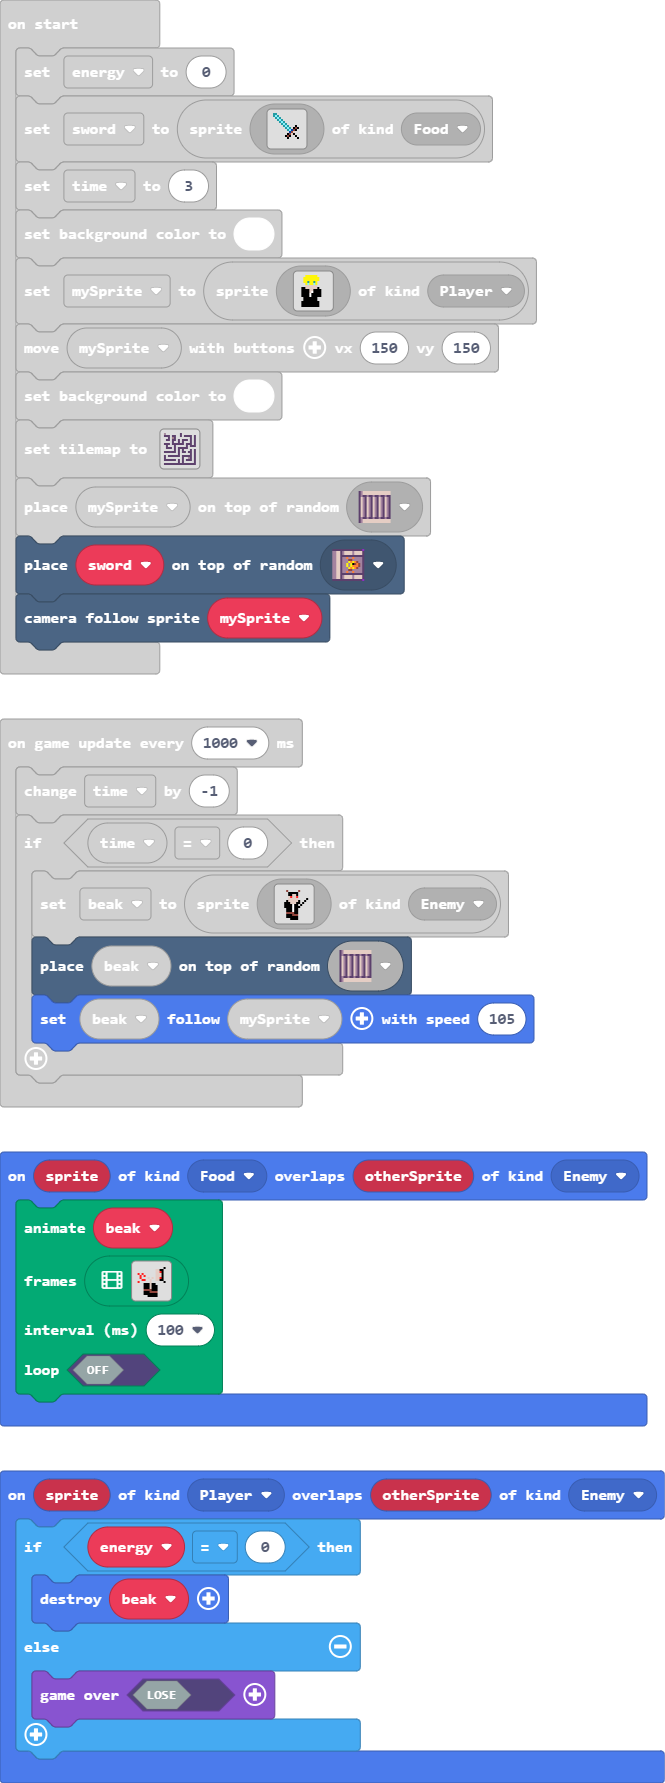 on start
set energy to 0
set sword to sprite of kind Food
set time to 3
set background color to
set mySprite to sprite of kind Player
move mySprite with buttons vx 150 vy 150
set background color to
set tilemap to
place mySprite on top of random
place sword on top of random
camera follow sprite mySprite
on game update every 1000 ms
change time by -1
if time = 0 then
set beak to sprite of kind Enemy
place beak on top of random
set beak follow mySprite with speed 105
on sprite of kind Food overlaps otherSprite of kind Enemy
animate beak
frames
interval (ms) 100
loop OFF
on sprite of kind Player overlaps otherSprite of kind Enemy
if energy = 0 then
destroy beak
else
game over LOSE